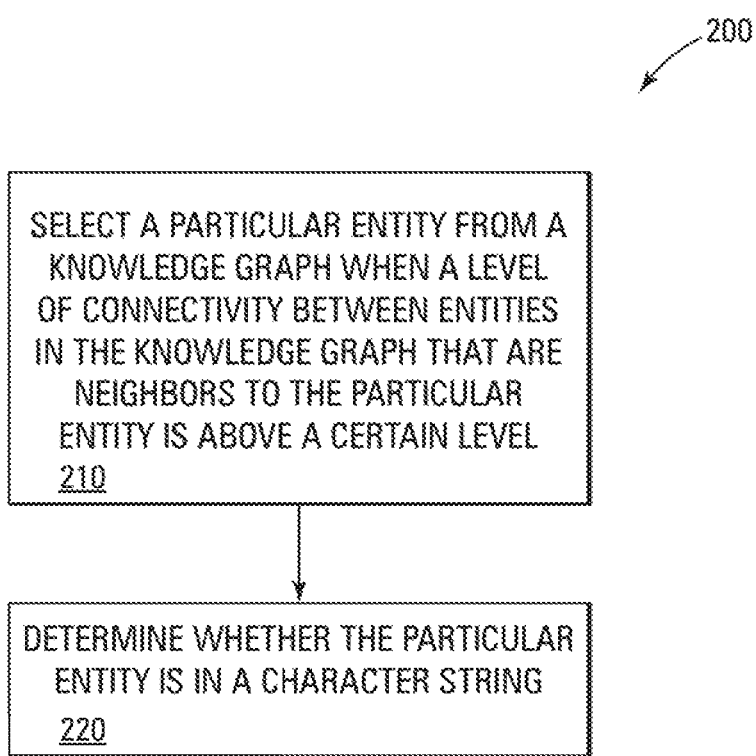 200
SELECT A PARTICULAR ENTITY FROM A
KNOWLEDGE GRAPH WHEN A LEVEL
OF CONNECTIVITY BETWEEN ENTITIES
IN THE KNOWLEDGE GRAPH THAT ARE
NEIGHBORS TO THE PARTICULAR
ENTITY IS ABOVE A CERTAIN LEVEL
210
DETERMINE WHETHER THE PARTICULAR
ENTITY IS IN A CHARACTER STRING
220